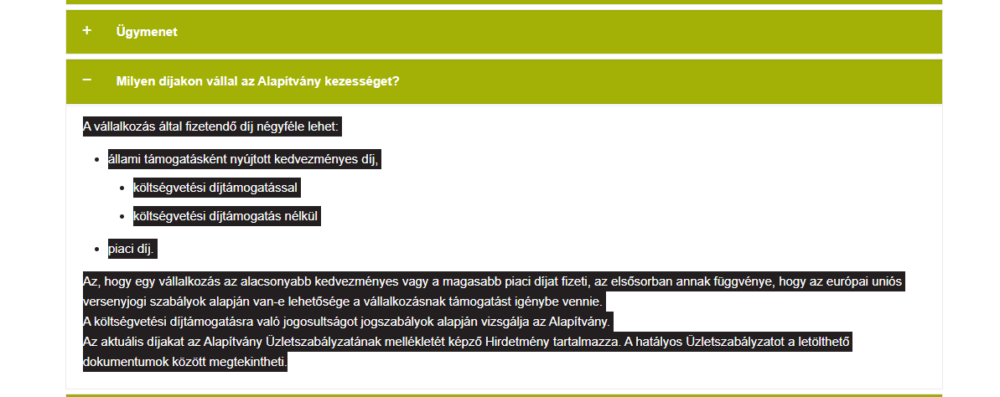 + Ügymenet
− Milyen díjakon vállal az Alapítvány kezességet?
A vállalkozás által fizetendő díj négyféle lehet:
• állami támogatásként nyújtott kedvezményes díj,
• költségvetési díjtámogatással
• költségvetési díjtámogatás nélkül
• piaci díj.
Az, hogy egy vállalkozás az alacsonyabb kedvezményes vagy a magasabb piaci díjat fizeti, az elsősorban annak függvénye, hogy az európai uniós
versenyjogi szabályok alapján van-e lehetősége a vállalkozásnak támogatást igénybe vennie.
A költségvetési díjtámogatásra való jogosultságot jogszabályok alapján vizsgálja az Alapítvány.
Az aktuális díjakat az Alapítvány Üzletszabályzatának mellékletét képző Hirdetmény tartalmazza. A hatályos Üzletszabályzatot a letölthető
dokumentumok között megtekintheti.